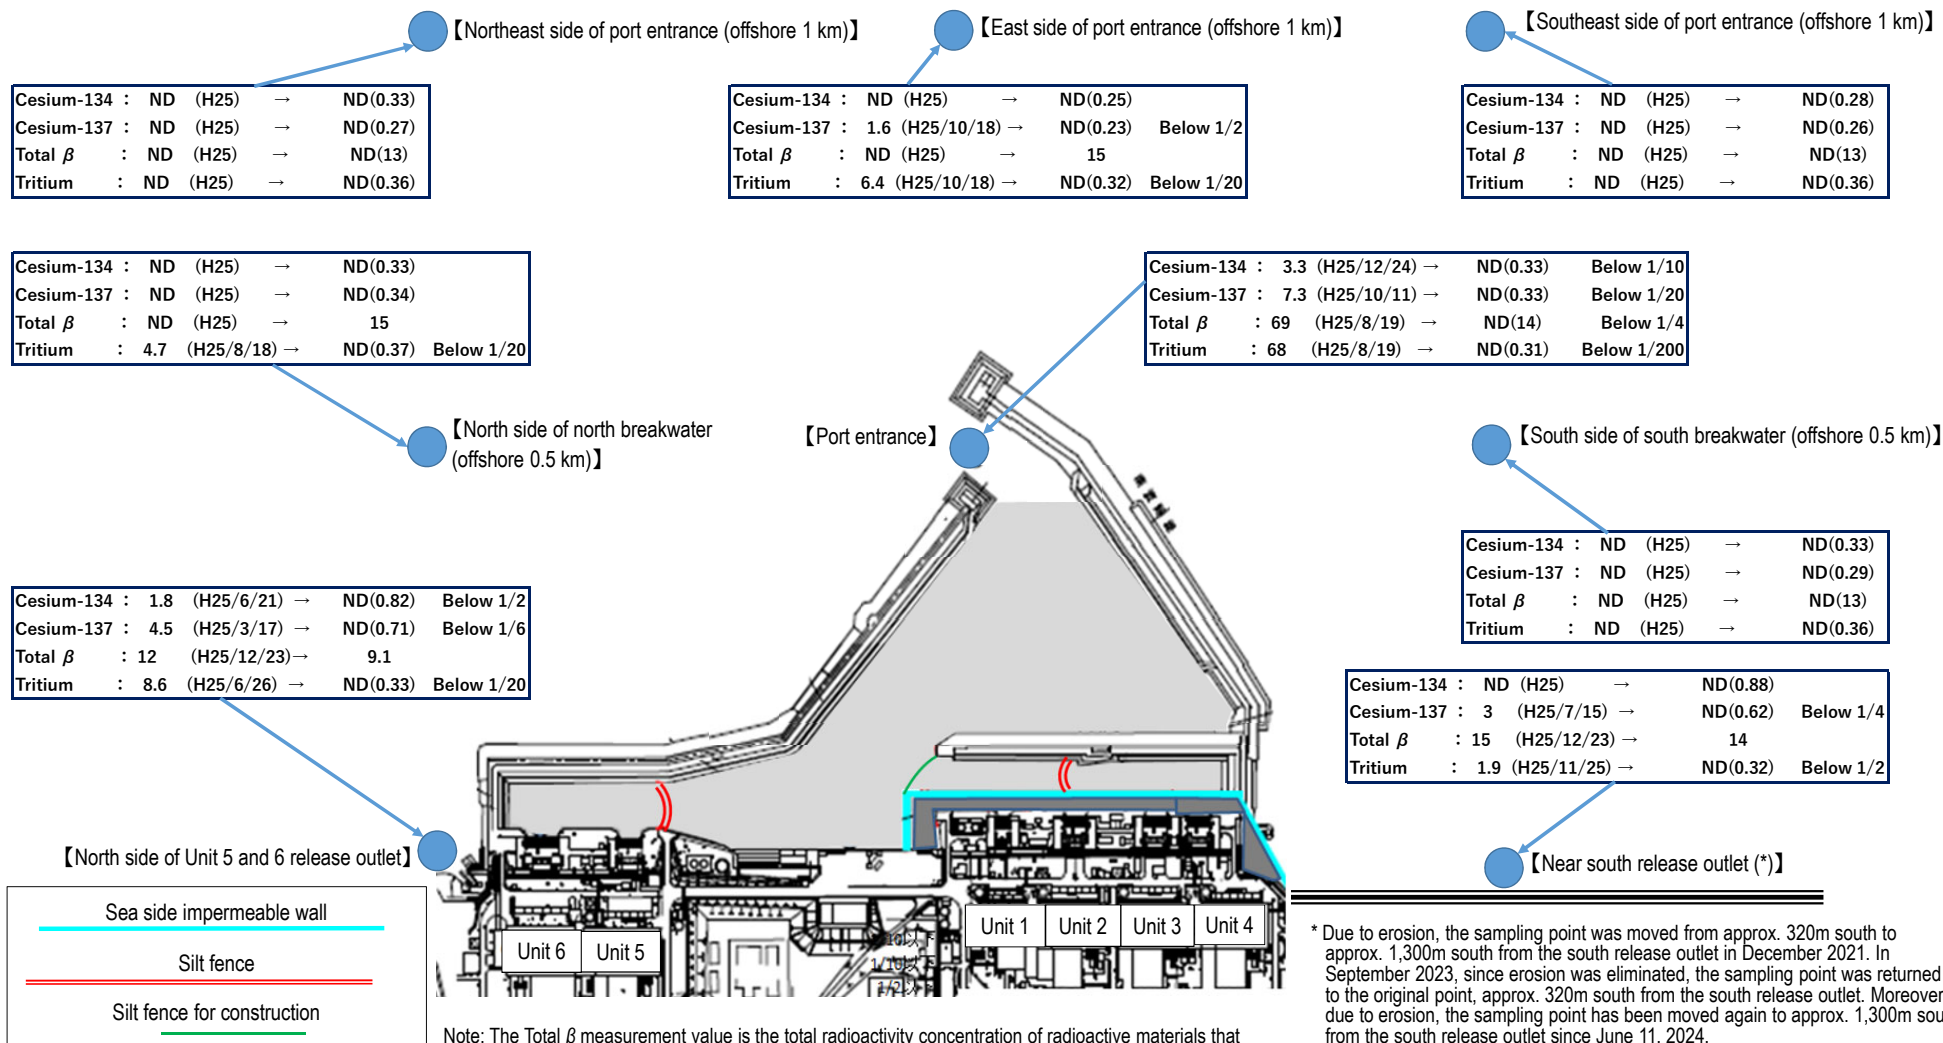 【Northeast side of port entrance (offshore 1 km)】
Cesium-134 : ND (H25) → ND(0.33)
Cesium-137 : ND (H25) → ND(0.27)
Total β : ND (H25) → ND(13)
Tritium : ND (H25) → ND(0.36)
【East side of port entrance (offshore 1 km)】
Cesium-134 : ND (H25) → ND(0.25)
Cesium-137 : 1.6 (H25/10/18) → ND(0.23) Below 1/2
Total β : ND (H25) → 15
Tritium : 6.4 (H25/10/18) → ND(0.32) Below 1/20
【Southeast side of port entrance (offshore 1 km)】
Cesium-134 : ND (H25) → ND(0.28)
Cesium-137 : ND (H25) → ND(0.26)
Total β : ND (H25) → ND(13)
Tritium : ND (H25) → ND(0.36)
Cesium-134 : ND (H25) → ND(0.33)
Cesium-137 : ND (H25) → ND(0.34)
Total β : ND (H25) → 15
Tritium : 4.7 (H25/8/18) → ND(0.37) Below 1/20
【North side of north breakwater
(offshore 0.5 km)】
Cesium-134 : 3.3 (H25/12/24) → ND(0.33) Below 1/10
Cesium-137 : 7.3 (H25/10/11) → ND(0.33) Below 1/20
Total β : 69 (H25/8/19) → ND(14) Below 1/4
Tritium : 68 (H25/8/19) → ND(0.31) Below 1/200
【Port entrance】
【South side of south breakwater (offshore 0.5 km)】
Cesium-134 : ND (H25) → ND(0.33)
Cesium-137 : ND (H25) → ND(0.29)
Total β : ND (H25) → ND(13)
Tritium : ND (H25) → ND(0.36)
Cesium-134 : 1.8 (H25/6/21) → ND(0.82) Below 1/2
Cesium-137 : 4.5 (H25/3/17) → ND(0.71) Below 1/6
Total β : 12 (H25/12/23)→ 9.1
Tritium : 8.6 (H25/6/26) → ND(0.33) Below 1/20
【North side of Unit 5 and 6 release outlet】
Cesium-134 : ND (H25) → ND(0.88)
Cesium-137 : 3 (H25/7/15) → ND(0.62) Below 1/4
Total β : 15 (H25/12/23) → 14
Tritium : 1.9 (H25/11/25) → ND(0.32) Below 1/2
【Near south release outlet (*)】
Sea side impermeable wall
Silt fence
Silt fence for construction
Unit 6
Unit 5
Unit 1
Unit 2
Unit 3
Unit 4
1/10以下
1/2以下
* Due to erosion, the sampling point was moved from approx. 320m south to
approx. 1,300m south from the south release outlet in December 2021. In
September 2023, since erosion was eliminated, the sampling point was returned
to the original point, approx. 320m south from the south release outlet. Moreover
due to erosion, the sampling point has been moved again to approx. 1,300m sou
from the south release outlet since June 11, 2024.
Note: The Total β measurement value is the total radioactivity concentration of radioactive materials that